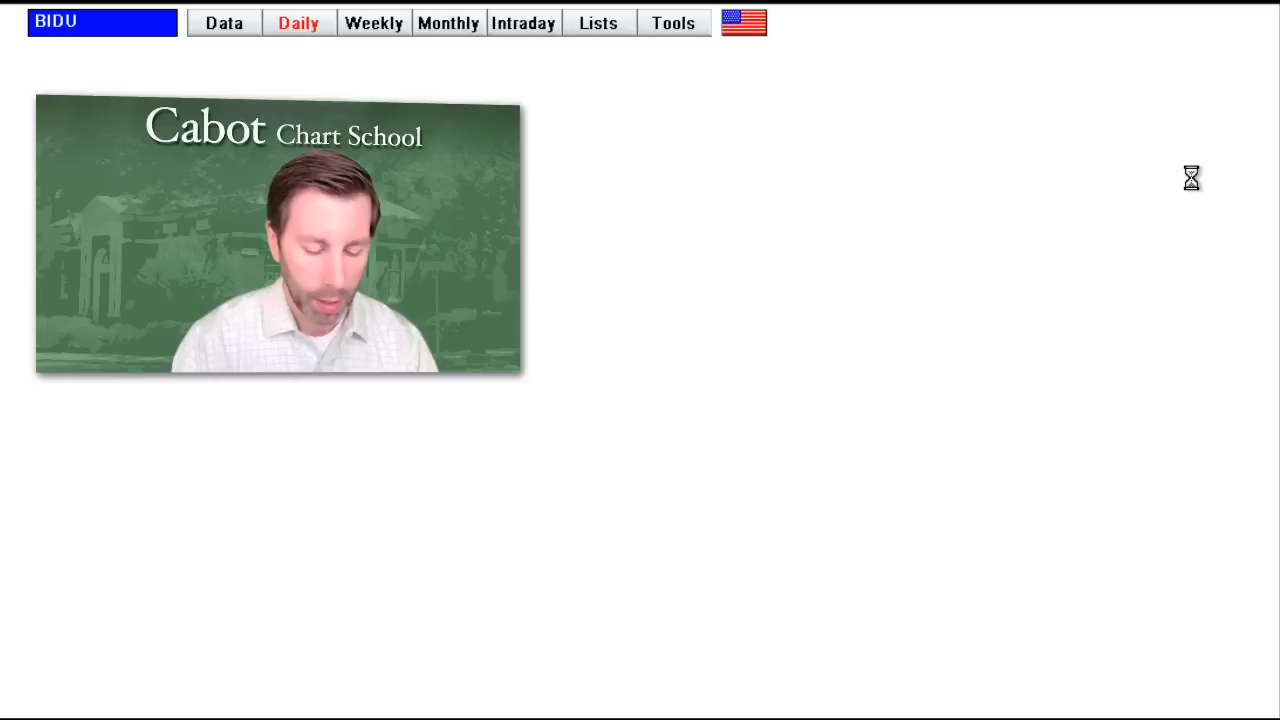 BIDU
Data Daily Weekly Monthly Intraday Lists Tools
Cabot Chart School